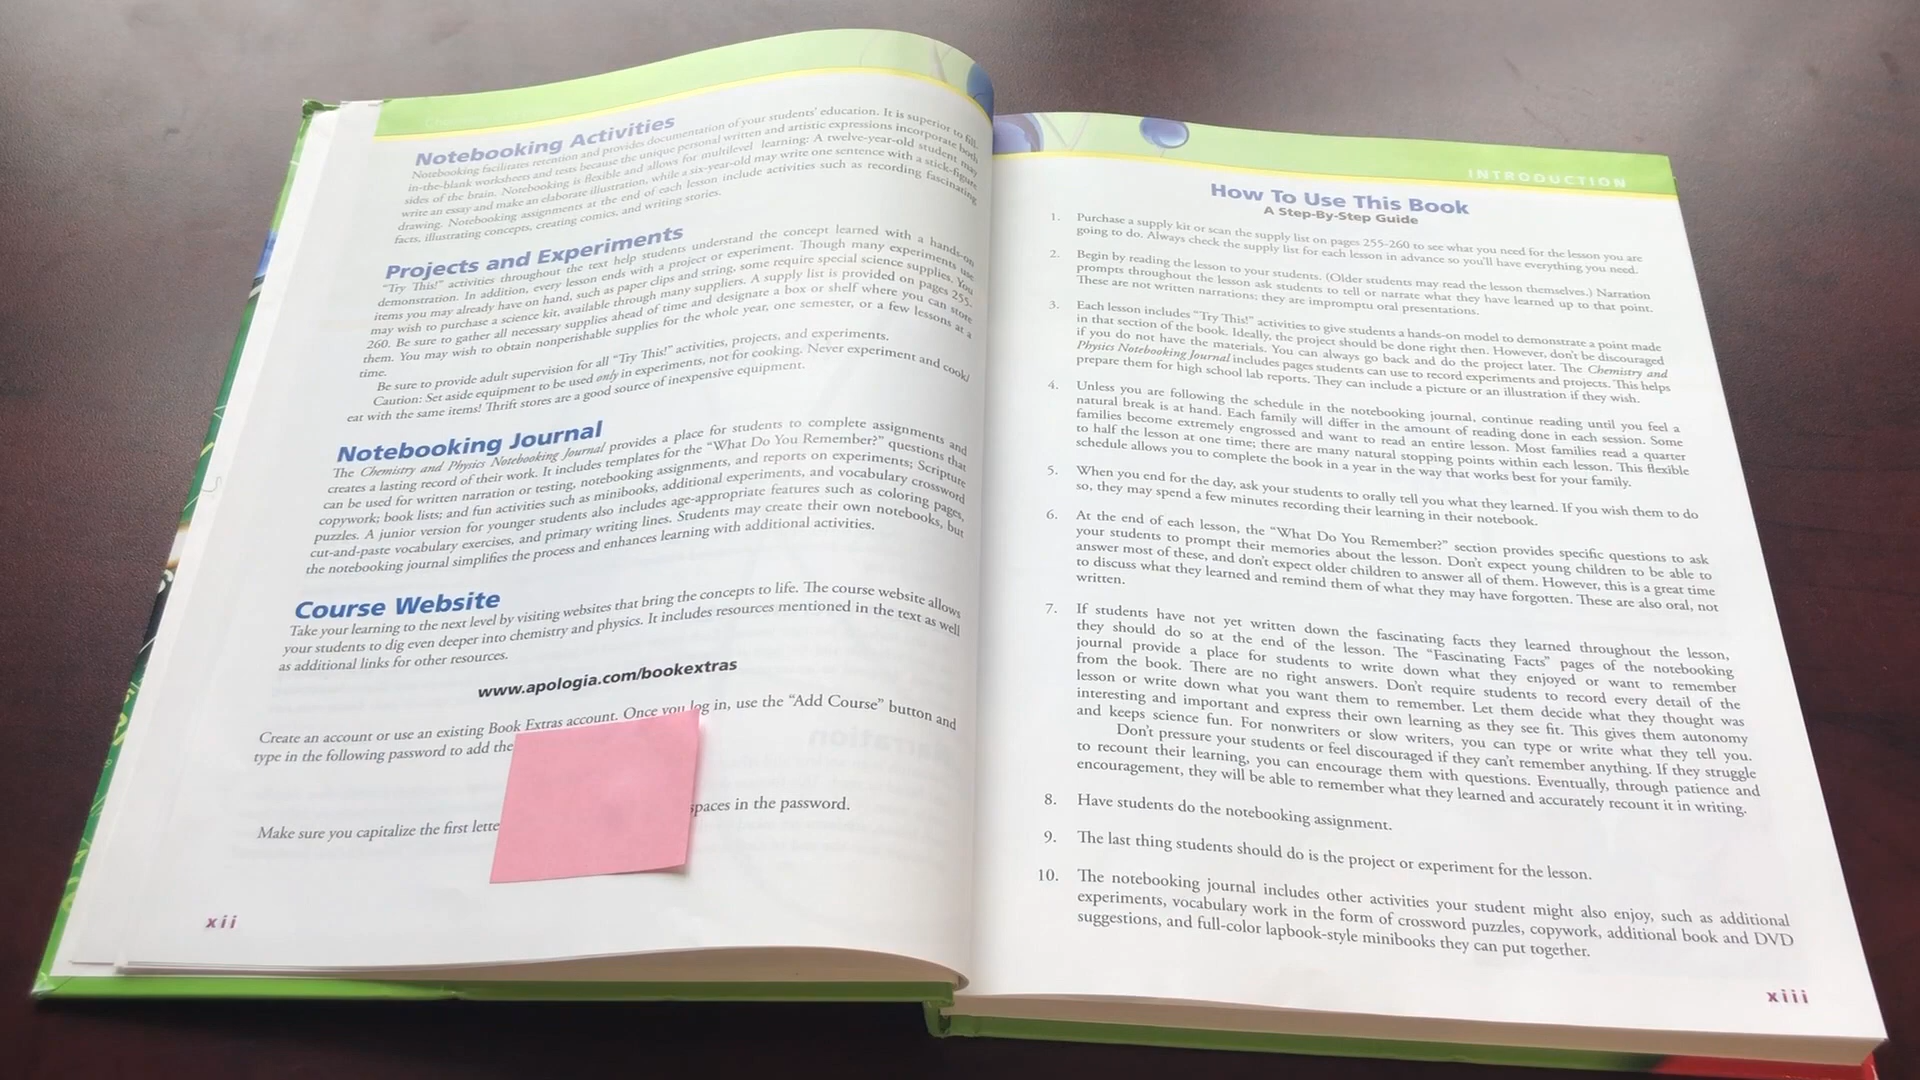 Notebooking Activities
Notebooking facilitates retention and provides documentation of your students' education. It is superior to fill-
in-the-blank worksheets and tests because the unique personal written and artistic expressions incorporate both
sides of the brain. Notebooking is flexible and allows for multilevel learning: A twelve-year-old student may
write an essay and make an elaborate illustration, while a six-year-old may write one sentence with a stick-figure
drawing. Notebooking assignments at the end of each lesson include activities such as recording fascinating
facts, illustrating concepts, creating comics, and writing stories.
Projects and Experiments
"Try This!" activities throughout the text help students understand the concept learned with a hands-on
demonstration. In addition, every lesson ends with a project or experiment. Though many experiments use
items you may already have on hand, such as paper clips and string, some require special science supplies. You
may wish to purchase a science kit, available through many suppliers. A supply list is provided on pages 255-
260. Be sure to gather all necessary supplies ahead of time and designate a box or shelf where you can store
them. You may wish to obtain nonperishable supplies for the whole year, one semester, or a few lessons at a
time.
Be sure to provide adult supervision for all "Try This!" activities, projects, and experiments.
Caution: Set aside equipment to be used only in experiments, not for cooking. Never experiment and cook/
eat with the same items! Thrift stores are a good source of inexpensive equipment.
Notebooking Journal
The Chemistry and Physics Notebooking Journal provides a place for students to complete assignments and
creates a lasting record of their work. It includes templates for the "What Do You Remember?" questions that
can be used for written narration or testing, notebooking assignments, and reports on experiments; Scripture
copywork; book lists; and fun activities such as minibooks, additional experiments, and vocabulary crossword
puzzles. A junior version for younger students also includes age-appropriate features such as coloring pages,
cut-and-paste vocabulary exercises, and primary writing lines. Students may create their own notebooks, but
the notebooking journal simplifies the process and enhances learning with additional activities.
Course Website
Take your learning to the next level by visiting websites that bring the concepts to life. The course website allows
your students to dig even deeper into chemistry and physics. It includes resources mentioned in the text as well
as additional links for other resources.
www.apologia.com/bookextras
Create an account or use an existing Book Extras account. Once you log in, use the "Add Course" button and
type in the following password to add the
Make sure you capitalize the first lette spaces in the password.
xii
INTRODUCTION
How To Use This Book
A Step-By-Step Guide
1. Purchase a supply kit or scan the supply list on pages 255-260 to see what you need for the lesson you are
going to do. Always check the supply list for each lesson in advance so you'll have everything you need.
2. Begin by reading the lesson to your students. (Older students may read the lesson themselves.) Narration
prompts throughout the lesson ask students to tell or narrate what they have learned up to that point.
These are not written narrations; they are impromptu oral presentations.
3. Each lesson includes "Try This!" activities to give students a hands-on model to demonstrate a point made
in that section of the book. Ideally, the project should be done right then. However, don't be discouraged
if you do not have the materials. You can always go back and do the project later. The Chemistry and
Physics Notebooking Journal includes pages students can use to record experiments and projects. This helps
prepare them for high school lab reports. They can include a picture or an illustration if they wish.
4. Unless you are following the schedule in the notebooking journal, continue reading until you feel a
natural break is at hand. Each family will differ in the amount of reading done in each session. Some
families become extremely engrossed and want to read an entire lesson. Most families read a quarter
to half the lesson at one time; there are many natural stopping points within each lesson. This flexible
schedule allows you to complete the book in a year in the way that works best for your family.
5. When you end for the day, ask your students to orally tell you what they learned. If you wish them to do
so, they may spend a few minutes recording their learning in their notebook.
6. At the end of each lesson, the "What Do You Remember?" section provides specific questions to ask
your students to prompt their memories about the lesson. Don't expect young children to be able to
answer most of these, and don't expect older children to answer all of them. However, this is a great time
to discuss what they learned and remind them of what they may have forgotten. These are also oral, not
written.
7. If students have not yet written down the fascinating facts they learned throughout the lesson,
they should do so at the end of the lesson. The "Fascinating Facts" pages of the notebooking
journal provide a place for students to write down what they enjoyed or want to remember
from the book. There are no right answers. Don't require students to record every detail of the
lesson or write down what you want them to remember. Let them decide what they thought was
interesting and important and express their own learning as they see fit. This gives them autonomy
and keeps science fun. For nonwriters or slow writers, you can type or write what they tell you.
Don't pressure your students or feel discouraged if they can't remember anything. If they struggle
to recount their learning, you can encourage them with questions. Eventually, through patience and
encouragement, they will be able to remember what they learned and accurately recount it in writing.
8. Have students do the notebooking assignment.
9. The last thing students should do is the project or experiment for the lesson.
10. The notebooking journal includes other activities your student might also enjoy, such as additional
experiments, vocabulary work in the form of crossword puzzles, copywork, additional book and DVD
suggestions, and full-color lapbook-style minibooks they can put together.
xiii